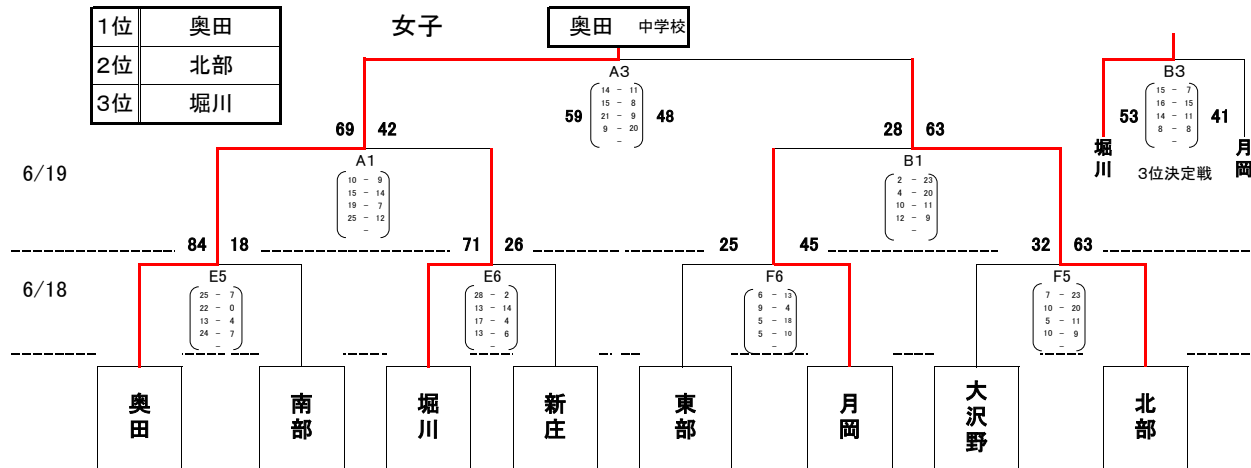 1位 奥田
2位 北部
3位 堀川
女子
奥田 中学校
A3
59 48
14 - 11
15 - 8
21 - 9
9 - 20
-
B3
53 41
15 - 7
16 - 15
14 - 11
8 - 8
-
堀川
月岡
3位決定戦
6/19
69 42
A1
10 - 9
15 - 14
19 - 7
25 - 12
-
28 63
B1
2 - 23
4 - 20
10 - 11
12 - 9
-
6/18
84 18
E5
25 - 7
22 - 0
13 - 4
24 - 7
-
71 26
E6
28 - 2
13 - 14
17 - 4
13 - 6
-
25 45
F6
6 - 13
9 - 4
5 - 18
5 - 10
-
32 63
F5
7 - 23
10 - 20
5 - 11
10 - 9
-
奥田
南部
堀川
新庄
東部
月岡
大沢野
北部